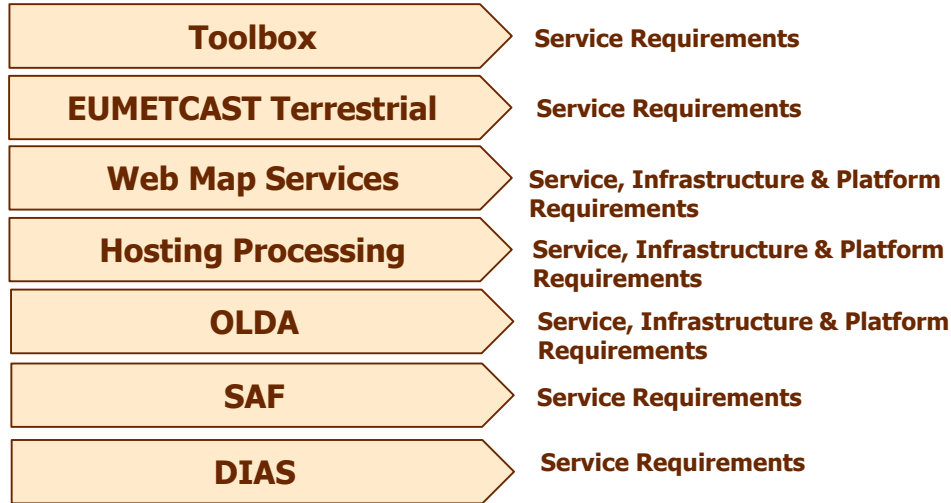 Toolbox
Service Requirements
EUMETCAST Terrestrial
Service Requirements
Web Map Services
Service, Infrastructure & Platform
Requirements
Hosting Processing
Service, Infrastructure & Platform
Requirements
OLDA
Service, Infrastructure & Platform
Requirements
SAF
Service Requirements
DIAS
Service Requirements